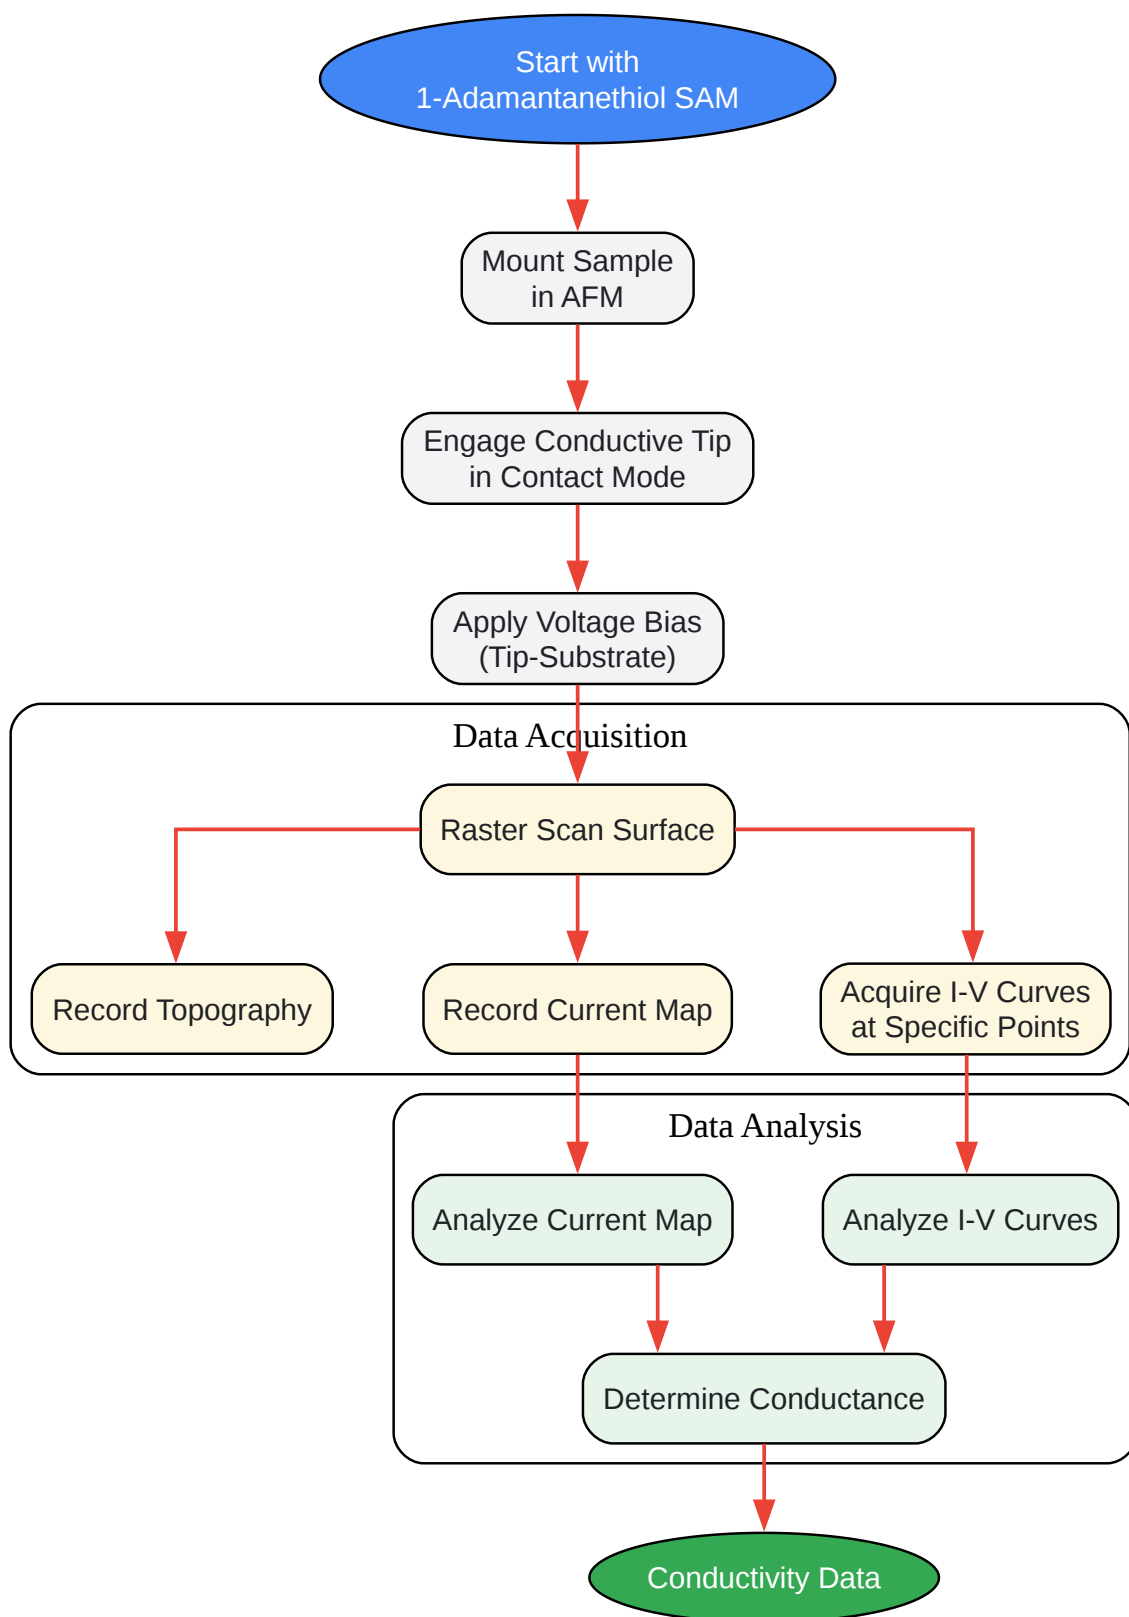 Start with
1-Adamantanethiol SAM
Mount Sample
in AFM
Engage Conductive Tip
in Contact Mode
Apply Voltage Bias
(Tip-Substrate)
Data Acquisition
Raster Scan Surface
Record Topography
Record Current Map
Acquire I-V Curves
at Specific Points
Data Analysis
Analyze Current Map
Analyze I-V Curves
Determine Conductance
Conductivity Data